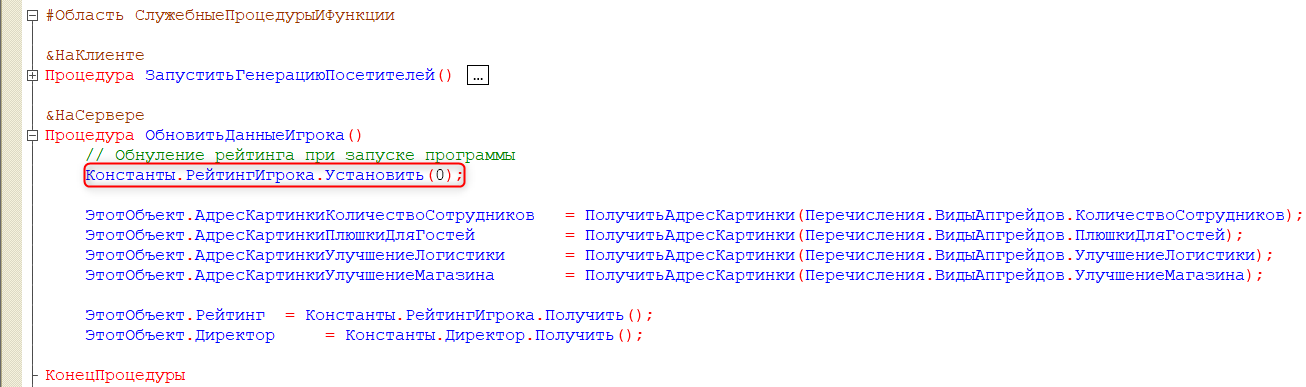 #Область СлужебныеПроцедурыИФункции
&НаКлиенте
Процедура ЗапуститьГенерациюПосетителей() ...
&НаСервере
Процедура ОбновитьДанныеИгрока()
// Обнуление рейтинга при запуске программы
Константы.РейтингИгрока.Установить(0);
ЭтотОбъект.АдресКартинкиКоличествоСотрудников = ПолучитьАдресКартинки(Перечисления.ВидыАпгрейдов.КоличествоСотрудников);
ЭтотОбъект.АдресКартинкиПлюшкиДляГостей = ПолучитьАдресКартинки(Перечисления.ВидыАпгрейдов.ПлюшкиДляГостей);
ЭтотОбъект.АдресКартинкиУлучшениеЛогистики = ПолучитьАдресКартинки(Перечисления.ВидыАпгрейдов.УлучшениеЛогистики);
ЭтотОбъект.АдресКартинкиУлучшениеМагазина = ПолучитьАдресКартинки(Перечисления.ВидыАпгрейдов.УлучшениеМагазина);
ЭтотОбъект.Рейтинг = Константы.РейтингИгрока.Получить();
ЭтотОбъект.Директор = Константы.Директор.Получить();
КонецПроцедуры